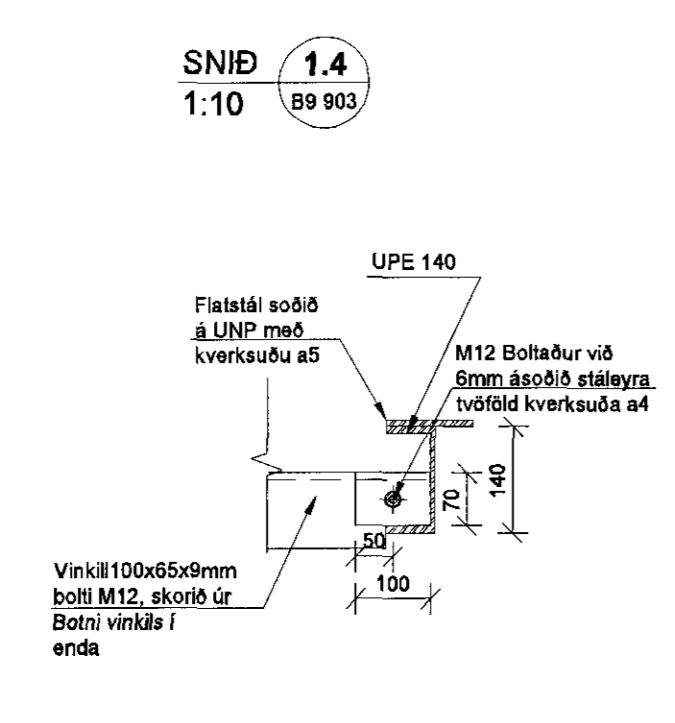 SNIÐ 1.4
1:10 B9 903
UPE 140
Flatstál soðið
á UNP með
kverksuðu a5
M12 Boltaður við
6mm ásoðið stáleyra
tvöföld kverksuða a4
140
70
50
100
Vinkill100x65x9mm
bolti M12, skorið úr
Botni vinkils í
enda